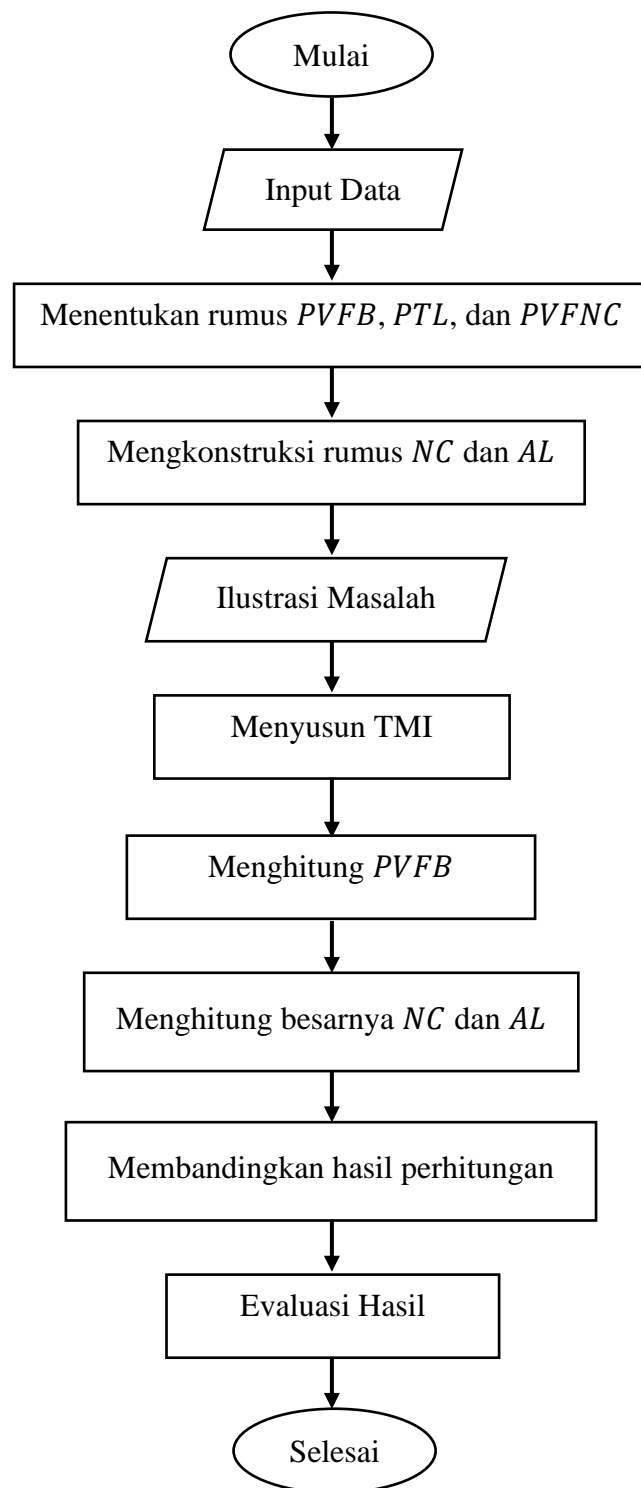 Mulai
Input Data
Menentukan rumus PVFB, PTL, dan PVFNC
Mengkonstruksi rumus NC dan AL
Ilustrasi Masalah
Menyusun TMI
Menghitung PVFB
Menghitung besarnya NC dan AL
Membandingkan hasil perhitungan
Evaluasi Hasil
Selesai